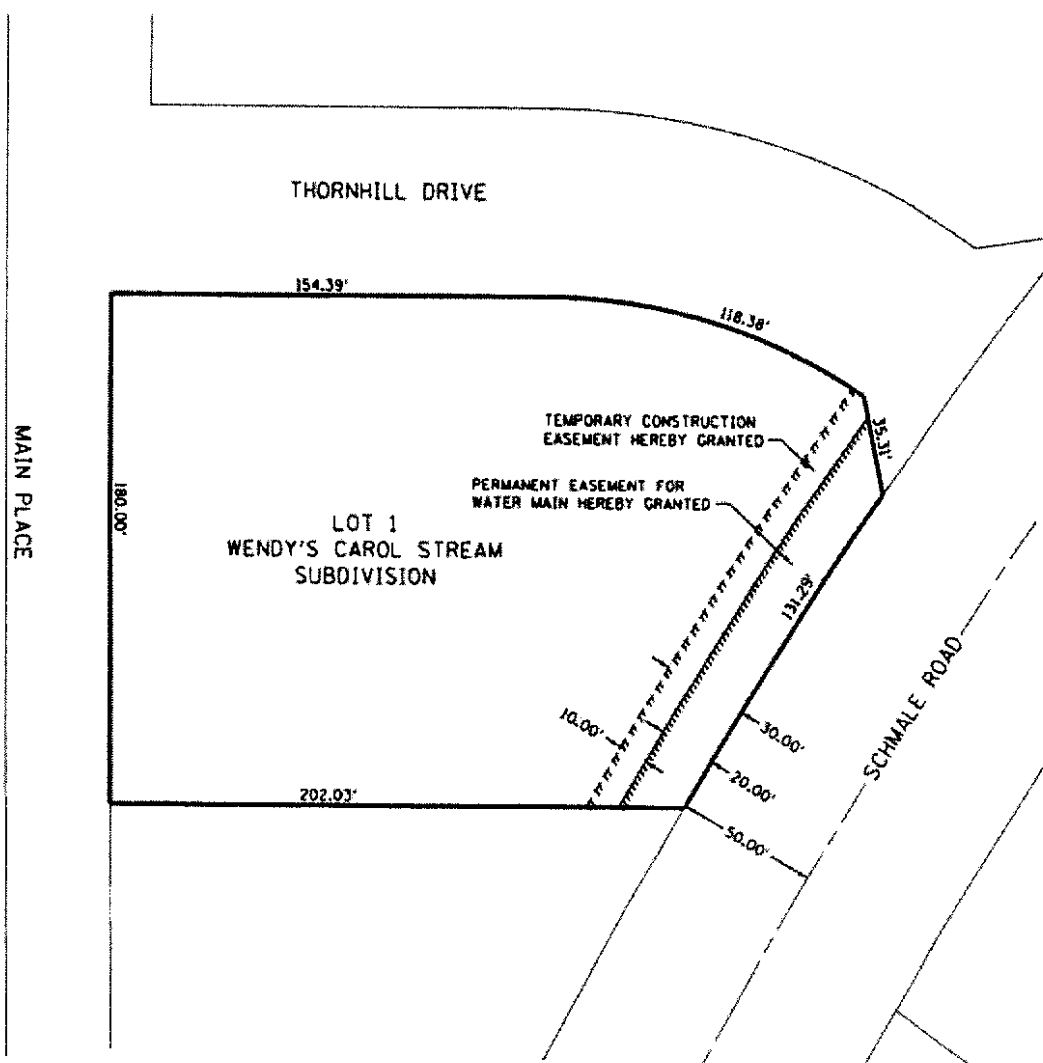 THORNHILL DRIVE
154.39'
118.38'
TEMPORARY CONSTRUCTION
EASEMENT HEREBY GRANTED
35.31'
PERMANENT EASEMENT FOR
WATER MAIN HEREBY GRANTED
MAIN PLACE
180.00'
LOT 1
WENDY'S CAROL STREAM
SUBDIVISION
131.29'
SCHMALE ROAD
10.00'
30.00'
20.00'
202.03'
50.00'